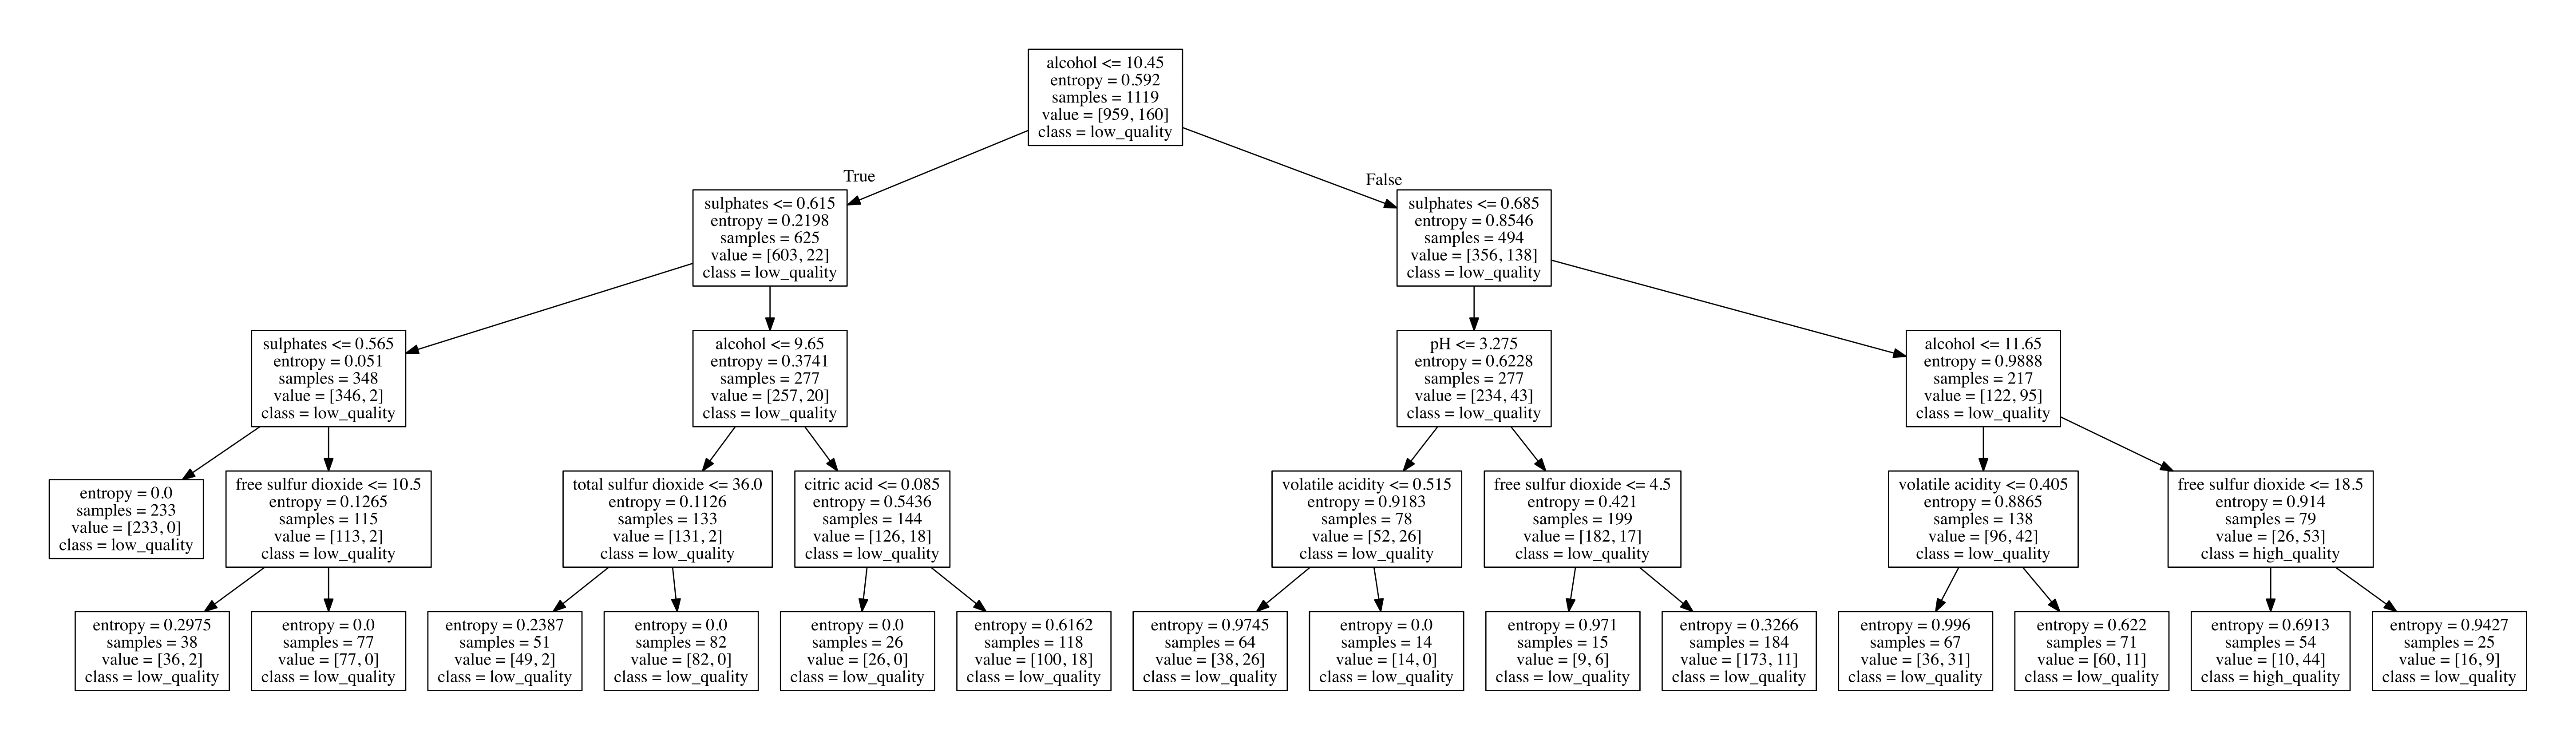 alcohol <= 10.45
entropy = 0.592
samples = 1119
value = [959, 160]
class = low_quality
True
False
sulphates <= 0.615
entropy = 0.2198
samples = 625
value = [603, 22]
class = low_quality
sulphates <= 0.685
entropy = 0.8546
samples = 494
value = [356, 138]
class = low_quality
sulphates <= 0.565
entropy = 0.051
samples = 348
value = [346, 2]
class = low_quality
alcohol <= 9.65
entropy = 0.3741
samples = 277
value = [257, 20]
class = low_quality
pH <= 3.275
entropy = 0.6228
samples = 277
value = [234, 43]
class = low_quality
alcohol <= 11.65
entropy = 0.9888
samples = 217
value = [122, 95]
class = low_quality
entropy = 0.0
samples = 233
value = [233, 0]
class = low_quality
free sulfur dioxide <= 10.5
entropy = 0.1265
samples = 115
value = [113, 2]
class = low_quality
total sulfur dioxide <= 36.0
entropy = 0.1126
samples = 133
value = [131, 2]
class = low_quality
citric acid <= 0.085
entropy = 0.5436
samples = 144
value = [126, 18]
class = low_quality
volatile acidity <= 0.515
entropy = 0.9183
samples = 78
value = [52, 26]
class = low_quality
free sulfur dioxide <= 4.5
entropy = 0.421
samples = 199
value = [182, 17]
class = low_quality
volatile acidity <= 0.405
entropy = 0.8865
samples = 138
value = [96, 42]
class = low_quality
free sulfur dioxide <= 18.5
entropy = 0.914
samples = 79
value = [26, 53]
class = high_quality
entropy = 0.2975
samples = 38
value = [36, 2]
class = low_quality
entropy = 0.0
samples = 77
value = [77, 0]
class = low_quality
entropy = 0.2387
samples = 51
value = [49, 2]
class = low_quality
entropy = 0.0
samples = 82
value = [82, 0]
class = low_quality
entropy = 0.0
samples = 26
value = [26, 0]
class = low_quality
entropy = 0.6162
samples = 118
value = [100, 18]
class = low_quality
entropy = 0.9745
samples = 64
value = [38, 26]
class = low_quality
entropy = 0.0
samples = 14
value = [14, 0]
class = low_quality
entropy = 0.971
samples = 15
value = [9, 6]
class = low_quality
entropy = 0.3266
samples = 184
value = [173, 11]
class = low_quality
entropy = 0.996
samples = 67
value = [36, 31]
class = low_quality
entropy = 0.622
samples = 71
value = [60, 11]
class = low_quality
entropy = 0.6913
samples = 54
value = [10, 44]
class = high_quality
entropy = 0.9427
samples = 25
value = [16, 9]
class = low_quality